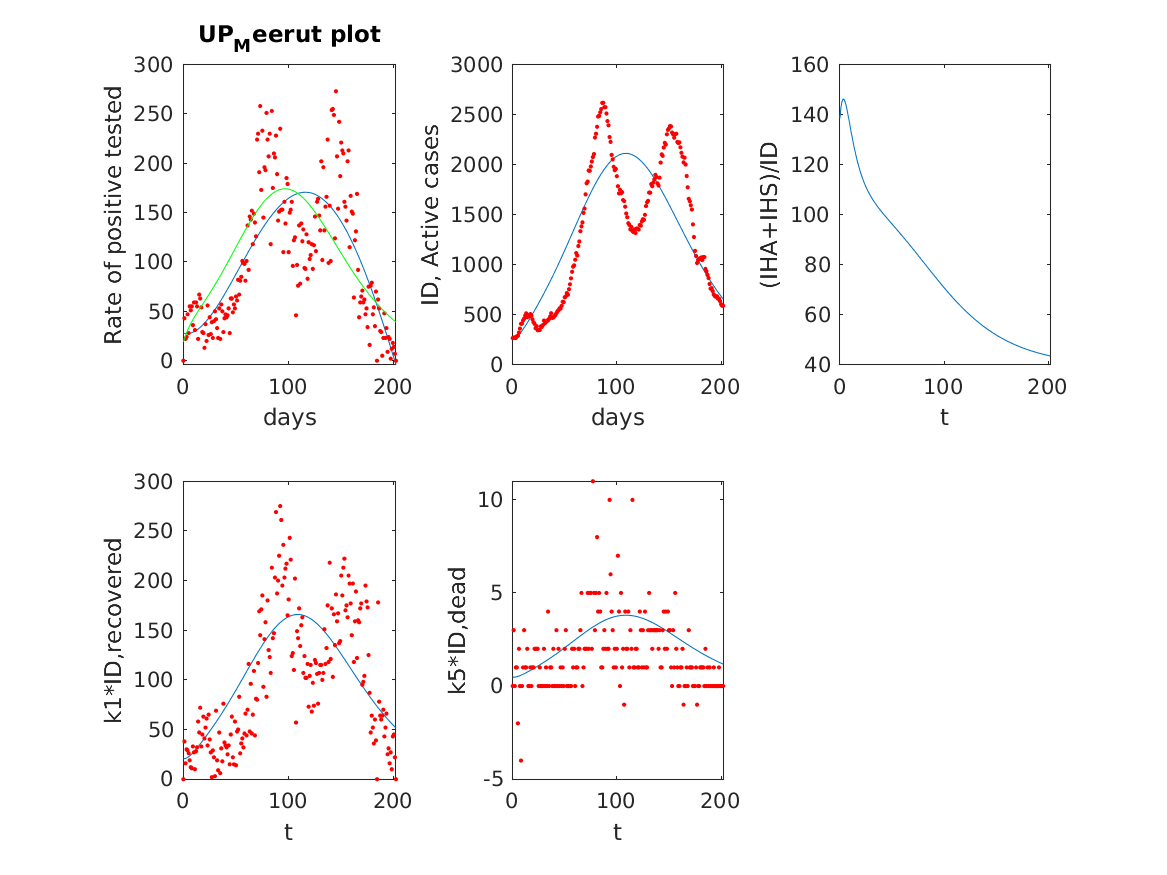 UP_Meerut plot
300
250
200
150
100
50
0
Rate of positive tested
0 100 200
days
3000
2500
2000
1500
1000
500
0
ID, Active cases
0 100 200
days
160
140
120
100
80
60
40
(IHA+IHS)/ID
0 100 200
t
300
250
200
150
100
50
0
k1*ID,recovered
0 100 200
t
10
5
0
-5
k5*ID,dead
0 100 200
t